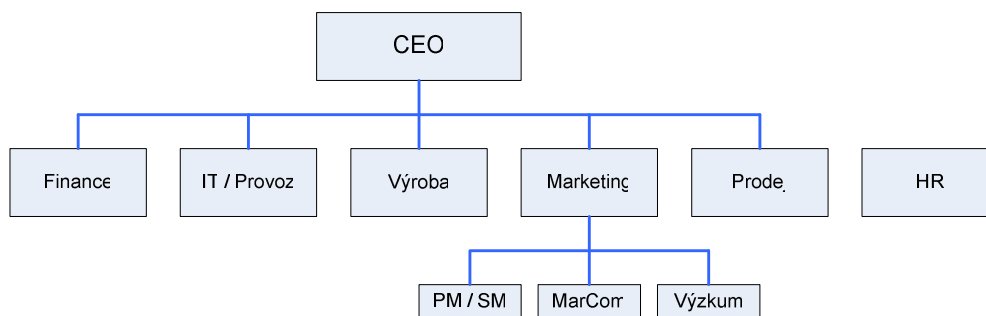 CEO
Finance
IT / Provoz
Výroba
Marketing
Prodej
HR
PM / SM
MarCom
Výzkum